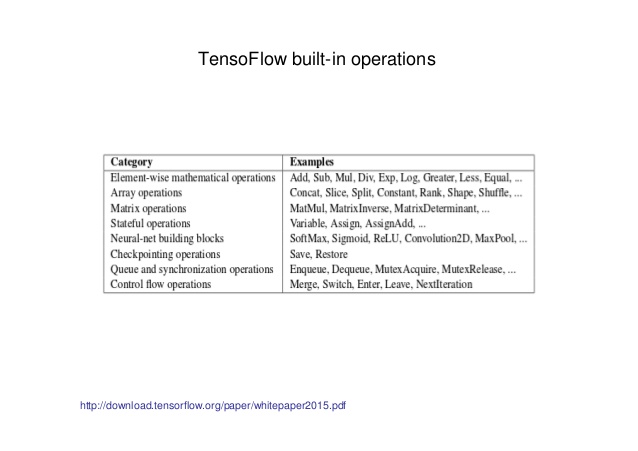 TensoFlow built-in operations
Category Examples
Element-wise mathematical operations Add, Sub, Mul, Div, Exp, Log, Greater, Less, Equal, ...
Array operations Concat, Slice, Split, Constant, Rank, Shape, Shuffle, ...
Matrix operations MatMul, MatrixInverse, MatrixDeterminant, ...
Stateful operations Variable, Assign, AssignAdd, ...
Neural-net building blocks SoftMax, Sigmoid, ReLU, Convolution2D, MaxPool, ...
Checkpointing operations Save, Restore
Queue and synchronization operations Enqueue, Dequeue, MutexAcquire, MutexRelease, ...
Control flow operations Merge, Switch, Enter, Leave, NextIteration
http://download.tensorflow.org/paper/whitepaper2015.pdf